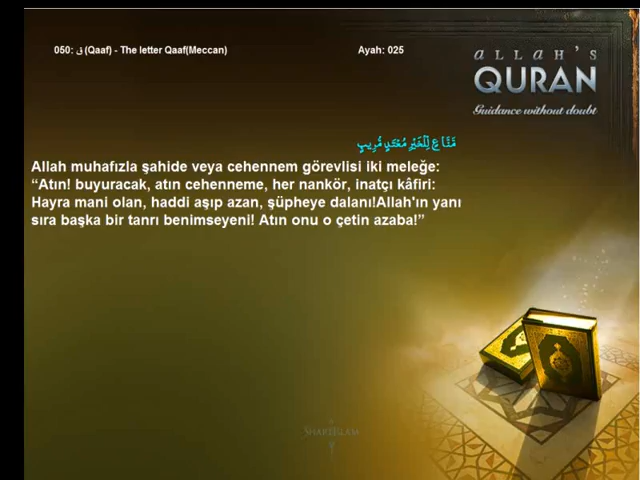 050: ق (Qaaf) - The letter Qaaf(Meccan) Ayah: 025
ALLAH'S
QURAN
Guidance without doubt
مَّنَّاعٍ لِّلْخَيْرِ مُعْتَدٍ مُّرِيبٍ
Allah muhafızla şahide veya cehennem görevlisi iki meleğe:
“Atın! buyuracak, atın cehenneme, her nankör, inatçı kâfiri:
Hayra mani olan, haddi aşıp azan, şüpheye dalanı!Allah'ın yanı
sıra başka bir tanrı benimseyeni! Atın onu o çetin azaba!”
SHAREISLAM